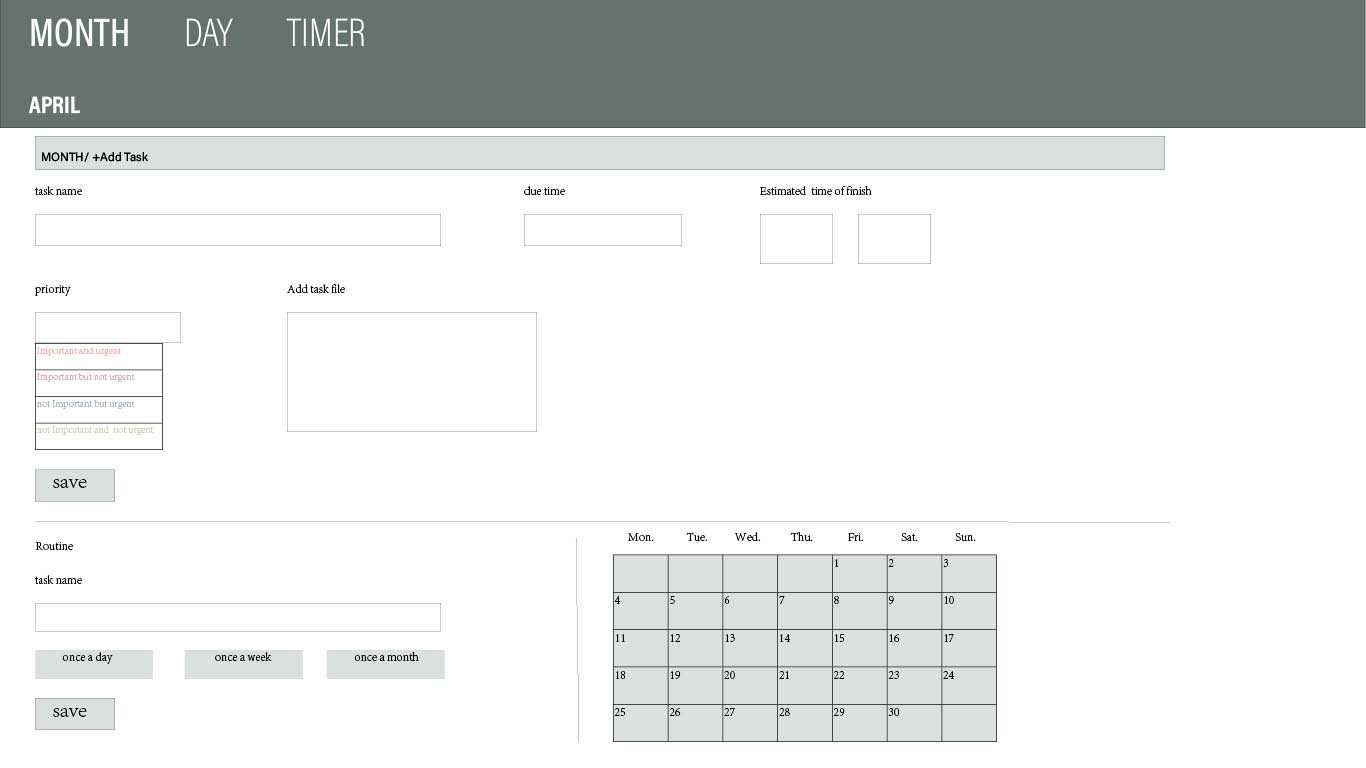 MONTH DAY TIMER
APRIL
MONTH/ +Add Task
task name due time Estimated time of finish
priority Add task file
Important and urgent
Important but not urgent
not Important but urgent
not Important and not urgent
save
Routine
task name
once a day once a week once a month
save
Mon. Tue. Wed. Thu. Fri. Sat. Sun.
1 2 3
4 5 6 7 8 9 10
11 12 13 14 15 16 17
18 19 20 21 22 23 24
25 26 27 28 29 30